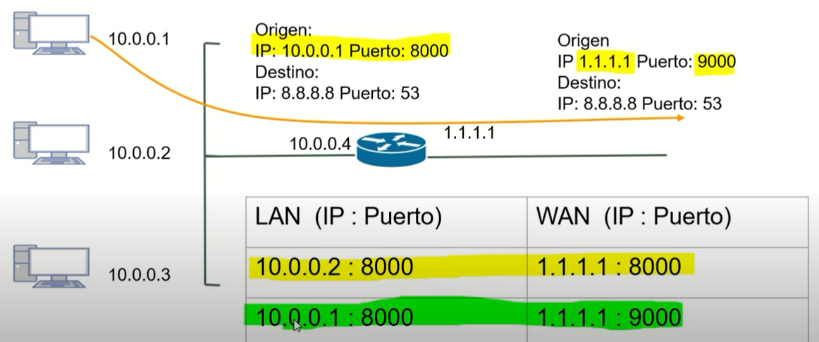 10.0.0.1
Origen:
IP: 10.0.0.1 Puerto: 8000
Destino:
IP: 8.8.8.8 Puerto: 53
Origen
IP 1.1.1.1 Puerto: 9000
Destino:
IP: 8.8.8.8 Puerto: 53
10.0.0.2
10.0.0.4
1.1.1.1
10.0.0.3
LAN (IP : Puerto)
WAN (IP : Puerto)
10.0.0.2 : 8000
1.1.1.1 : 8000
10.0.0.1 : 8000
1.1.1.1 : 9000